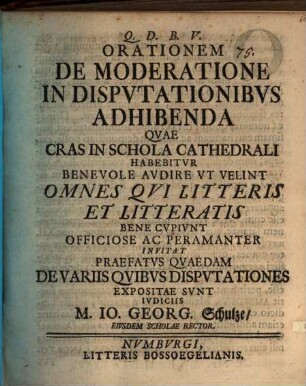 Q. D. B. V.
ORATIONEM 75.
DE MODERATIONE
IN DISPVTATIONIBVS
ADHIBENDA
QVAE
CRAS IN SCHOLA CATHEDRALI
HABEBITVR
BENEVOLE AVDIRE VT VELINT
OMNES QVI LITTERIS
ET LITTERATIS
BENE CVPIVNT
OFFICIOSE AC PERAMANTER
INVITAT
PRAEFATVS QVAEDAM
DE VARIIS QVIBVS DISPVTATIONES
EXPOSITAE SVNT
IVDICIIS
M. IO. GEORG. Schultze/
EIVSDEM SCHOLAE RECTOR.
NVMBVRGI,
LITTERIS BOSSOEGELIANIS.